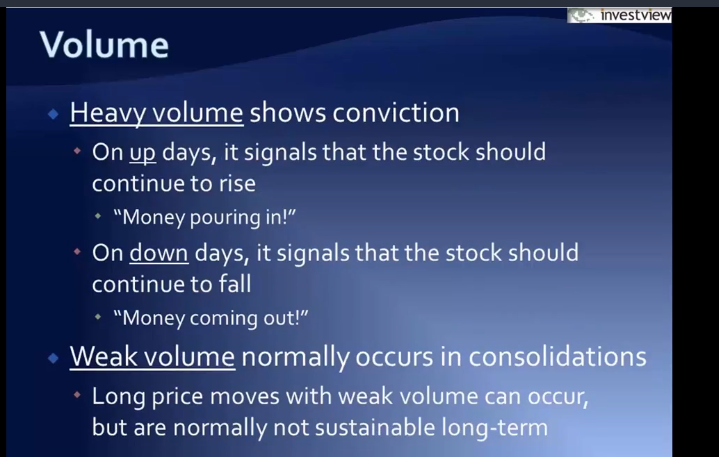 investview
Volume
Heavy volume shows conviction
On up days, it signals that the stock should
continue to rise
“Money pouring in!”
On down days, it signals that the stock should
continue to fall
“Money coming out!”
Weak volume normally occurs in consolidations
Long price moves with weak volume can occur,
but are normally not sustainable long-term